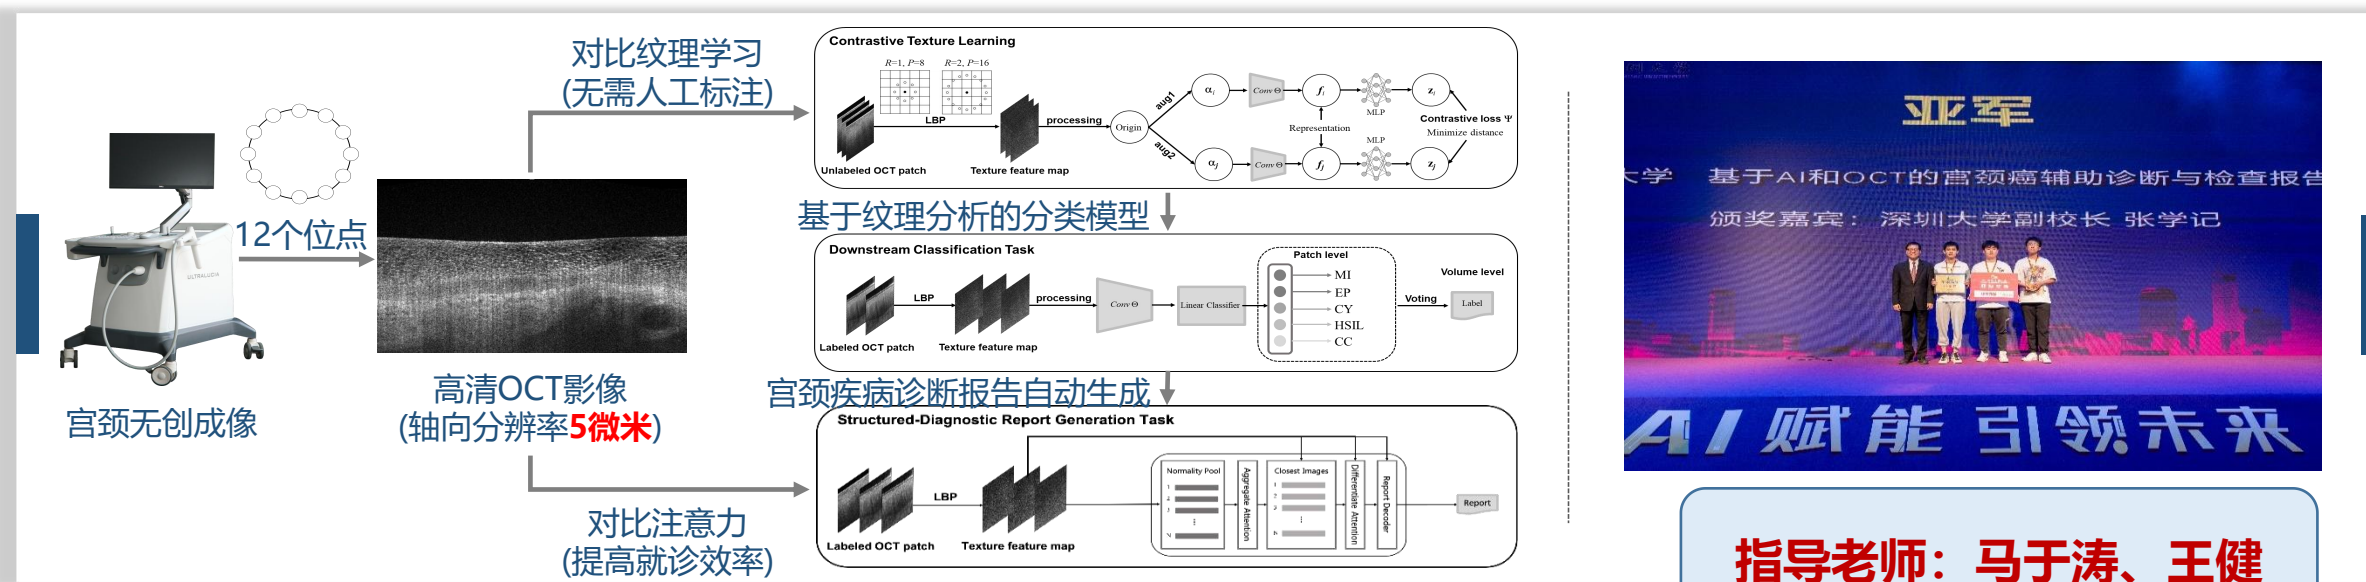 宫颈无创成像
ULTRALUCIA
12个位点
高清OCT影像
(轴向分辨率5微米)
对比纹理学习
(无需人工标注)
Contrastive Texture Learning
R=1, P=8
R=2, P=16
LBP
processing
Unlabeled OCT patch
Texture feature map
Origin
aug1
aug2
αi
Conv Θ
fi
MLP
zi
Representation
Contrastive loss Ψ
Minimize distance
αj
Conv Θ
fj
MLP
zj
基于纹理分析的分类模型
Downstream Classification Task
LBP
processing
Labeled OCT patch
Texture feature map
Conv Θ
Linear Classifier
Patch level
MI
EP
CY
HSIL
CC
Voting
Volume level
Label
宫颈疾病诊断报告自动生成
Structured-Diagnostic Report Generation Task
LBP
Labeled OCT patch
Texture feature map
Normality Pool
Aggregate Attention
Closest Images
Differentiate Attention
Report Decoder
Report
对比注意力
(提高就诊效率)
亚军
大学 基于AI和OCT的宫颈癌辅助诊断与检查报告
颁奖嘉宾：深圳大学副校长 张学记
AI 赋能 引领未来
指导老师：马于涛、王健